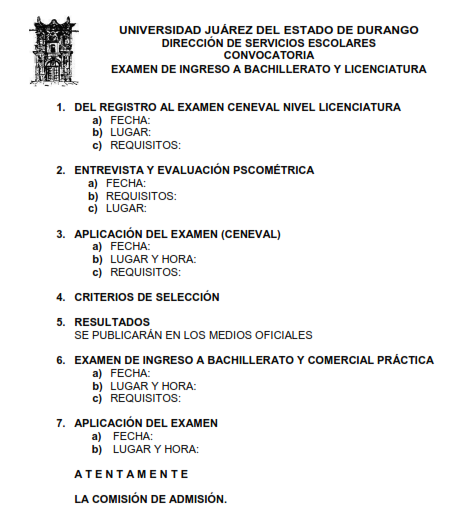 UNIVERSIDAD JUÁREZ DEL ESTADO DE DURANGO
DIRECCIÓN DE SERVICIOS ESCOLARES
CONVOCATORIA
EXAMEN DE INGRESO A BACHILLERATO Y LICENCIATURA
1. DEL REGISTRO AL EXAMEN CENEVAL NIVEL LICENCIATURA
a) FECHA:
b) LUGAR:
c) REQUISITOS:
2. ENTREVISTA Y EVALUACIÓN PSCOMÉTRICA
a) FECHA:
b) REQUISITOS:
c) LUGAR:
3. APLICACIÓN DEL EXAMEN (CENEVAL)
a) FECHA:
b) LUGAR Y HORA:
c) REQUISITOS:
4. CRITERIOS DE SELECCIÓN
5. RESULTADOS
SE PUBLICARÁN EN LOS MEDIOS OFICIALES
6. EXAMEN DE INGRESO A BACHILLERATO Y COMERCIAL PRÁCTICA
a) FECHA:
b) LUGAR Y HORA:
c) REQUISITOS:
7. APLICACIÓN DEL EXAMEN
a) FECHA:
b) LUGAR Y HORA:
A T E N T A M E N T E
LA COMISIÓN DE ADMISIÓN.